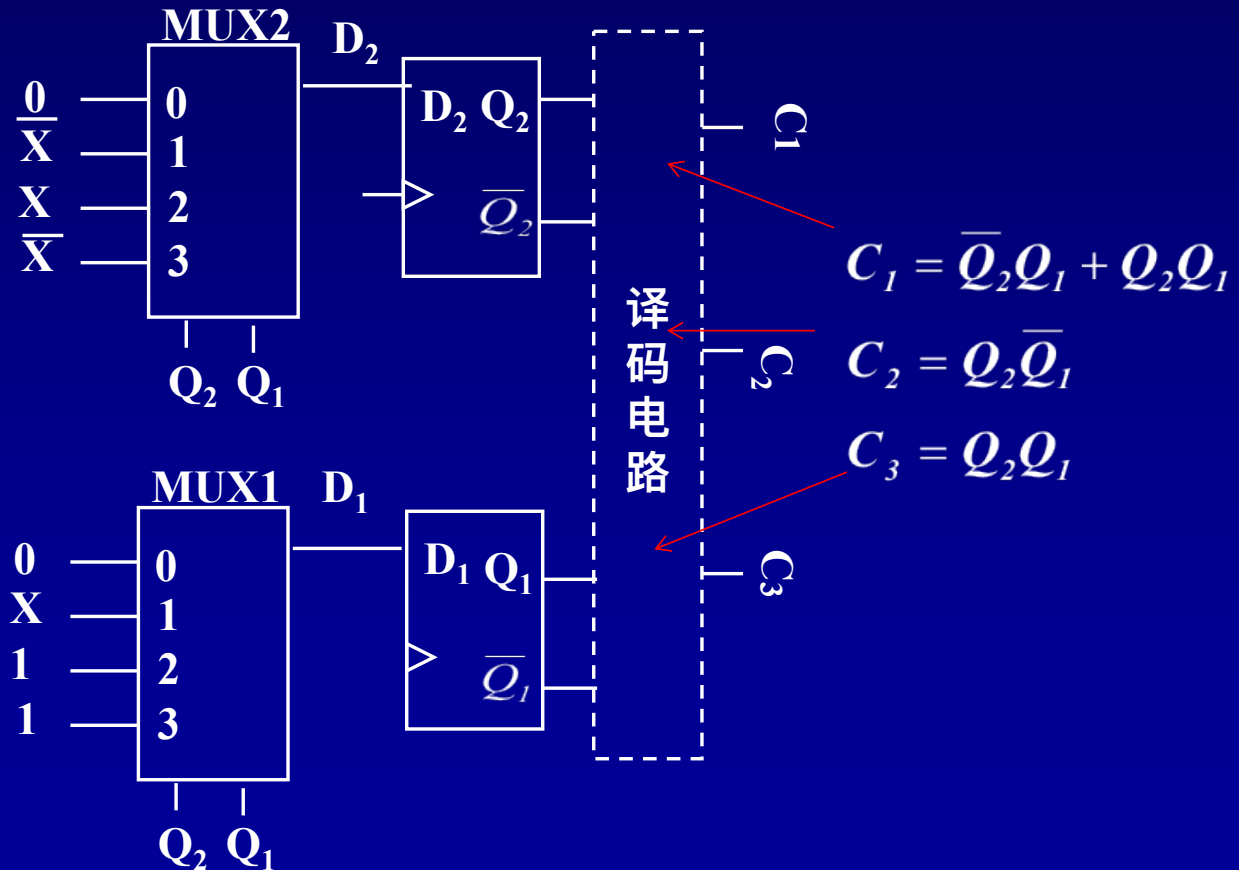 MUX2
D₂
0
X̅
X
X̅
0
1
2
3
D₂ Q₂
Q̅₂
Q₂ Q₁
C1
C₂
C₃
译码电路
C₁ = Q̅₂Q₁ + Q₂Q₁
C₂ = Q₂Q̅₁
C₃ = Q₂Q₁
MUX1
D₁
0
X
1
1
0
1
2
3
D₁ Q₁
Q̅₁
Q₂ Q₁